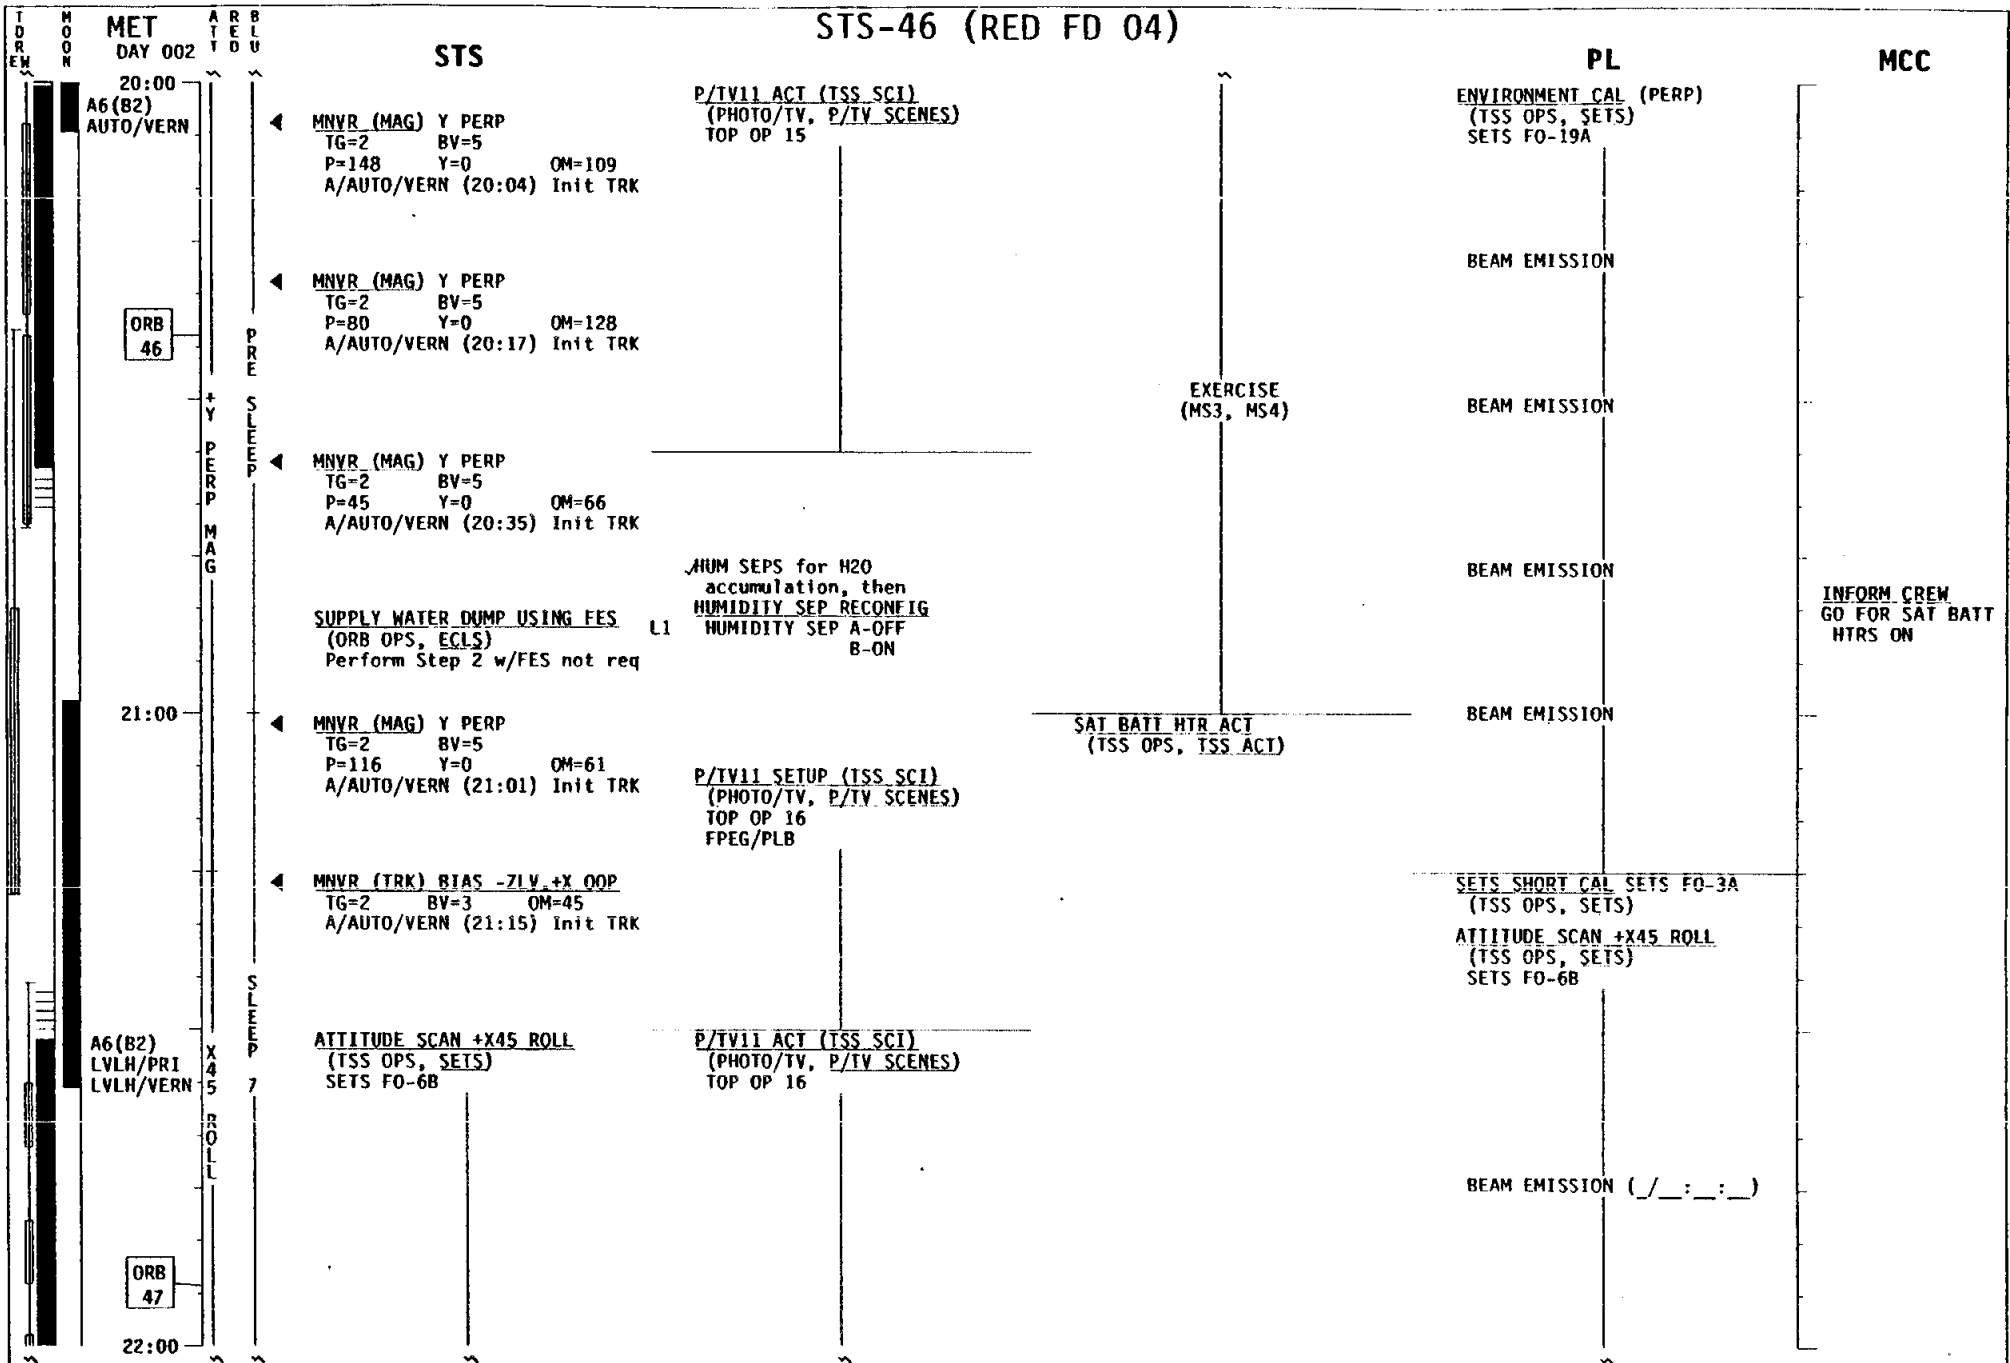 STS-46 (RED FD 04)
TDRS
E W
MOON
MET
DAY 002
ATT
RED
BLU
STS
PL
MCC
20:00
A6(B2)
AUTO/VERN
ORB
46
21:00
A6(B2)
LVLH/PRI
LVLH/VERN
ORB
47
22:00
+Y PERP MAG
X45 ROLL
PRE SLEEP
SLEEP 7
MNVR (MAG) Y PERP
TG=2 BV=5
P=148 Y=0 OM=109
A/AUTO/VERN (20:04) Init TRK
MNVR (MAG) Y PERP
TG=2 BV=5
P=80 Y=0 OM=128
A/AUTO/VERN (20:17) Init TRK
MNVR (MAG) Y PERP
TG=2 BV=5
P=45 Y=0 OM=66
A/AUTO/VERN (20:35) Init TRK
SUPPLY WATER DUMP USING FES
(ORB OPS, ECLS)
Perform Step 2 w/FES not req
MNVR (MAG) Y PERP
TG=2 BV=5
P=116 Y=0 OM=61
A/AUTO/VERN (21:01) Init TRK
MNVR (TRK) BIAS -ZLV +X OOP
TG=2 BV=3 OM=45
A/AUTO/VERN (21:15) Init TRK
ATTITUDE SCAN +X45 ROLL
(TSS OPS, SETS)
SETS FO-6B
P/TV11 ACT (TSS SCI)
(PHOTO/TV, P/TV SCENES)
TOP OP 15
✓HUM SEPS for H20
accumulation, then
HUMIDITY SEP RECONFIG
L1 HUMIDITY SEP A-OFF
B-ON
P/TV11 SETUP (TSS SCI)
(PHOTO/TV, P/TV SCENES)
TOP OP 16
FPEG/PLB
P/TV11 ACT (TSS SCI)
(PHOTO/TV, P/TV SCENES)
TOP OP 16
EXERCISE
(MS3, MS4)
SAT BATT HTR ACT
(TSS OPS, TSS ACT)
ENVIRONMENT CAL (PERP)
(TSS OPS, SETS)
SETS FO-19A
BEAM EMISSION
BEAM EMISSION
BEAM EMISSION
BEAM EMISSION
SETS SHORT CAL SETS FO-3A
(TSS OPS, SETS)
ATTITUDE SCAN +X45 ROLL
(TSS OPS, SETS)
SETS FO-6B
BEAM EMISSION (_/__:__:__)
INFORM CREW
GO FOR SAT BATT
HTRS ON